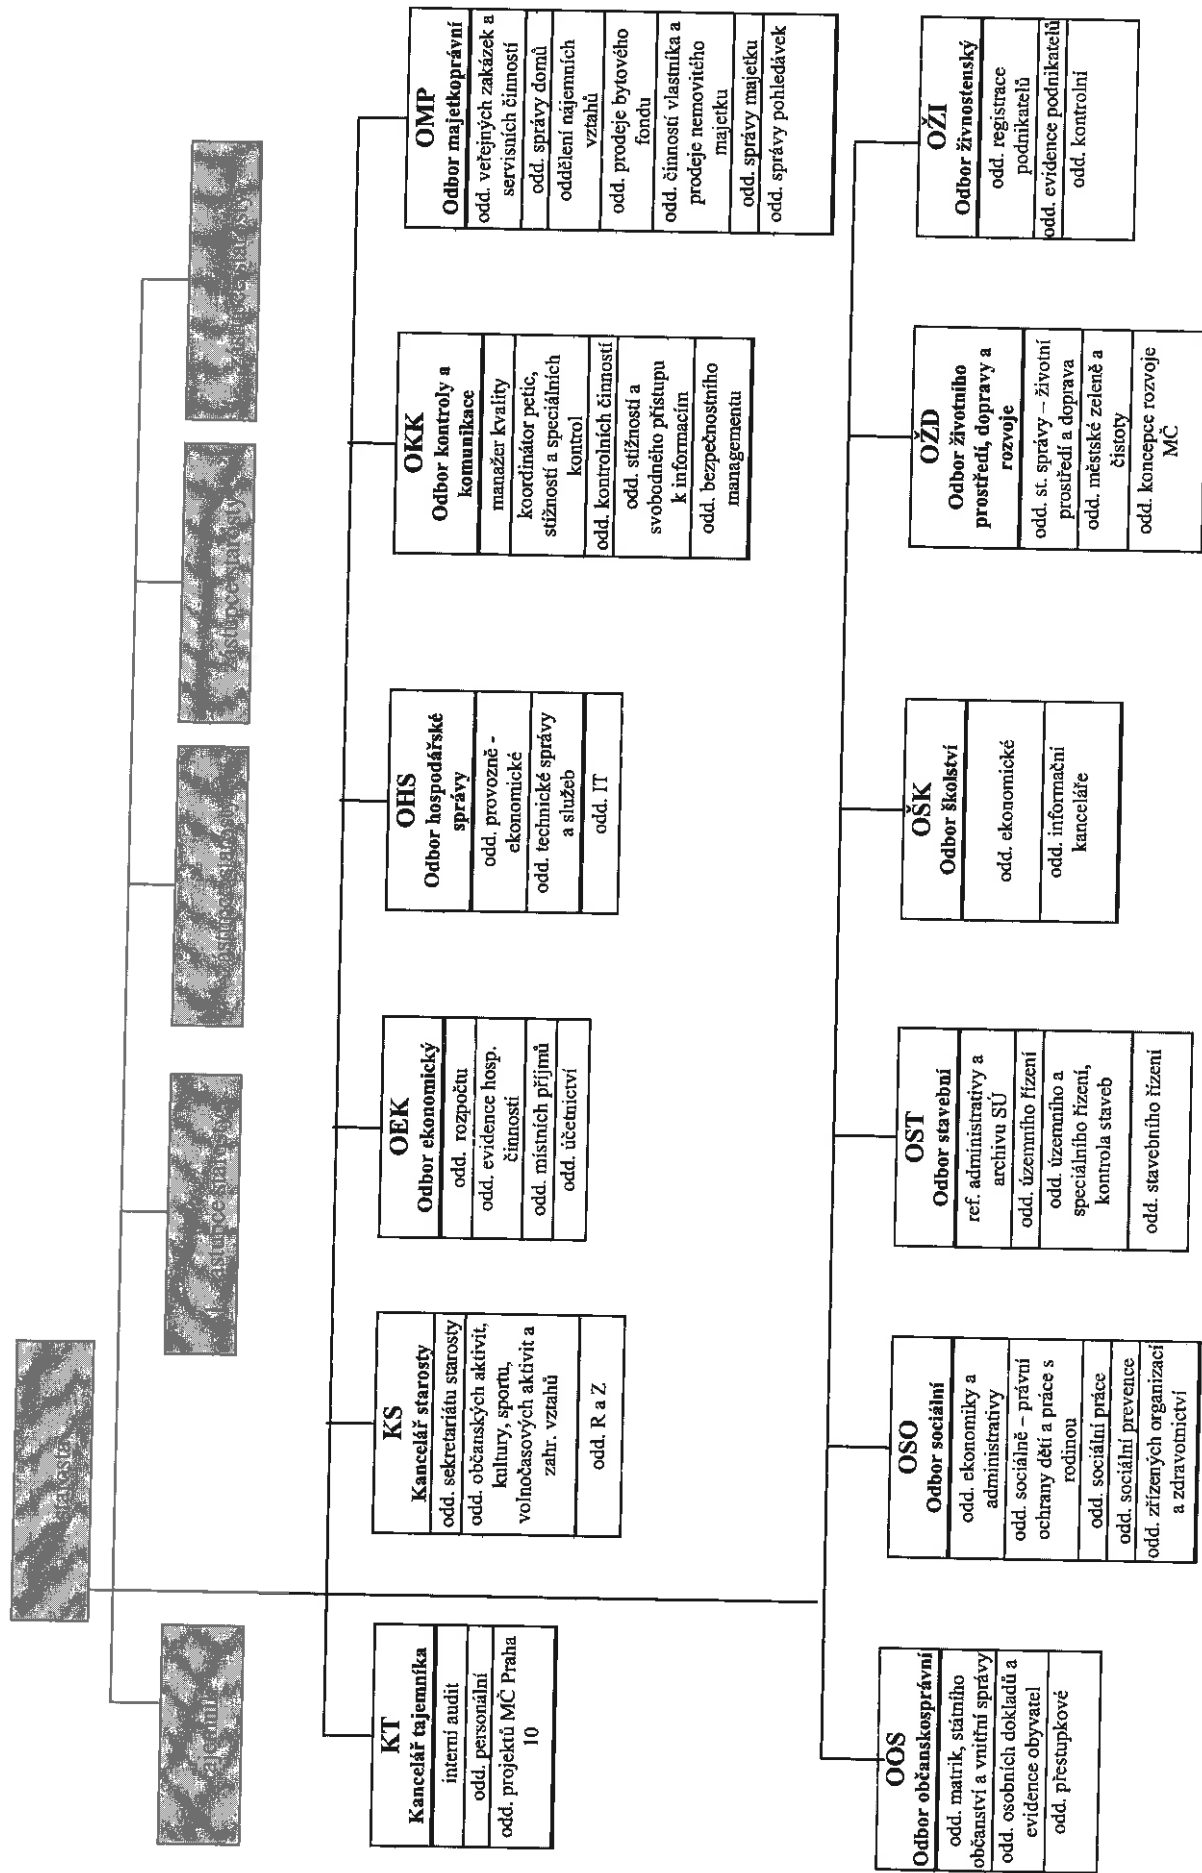 starosta
tajemník
zástupce starosty
zástupce starosty
zástupce starosty
zástupce starosty
KT
Kancelář tajemníka
interní audit
odd. personální
odd. projektů MČ Praha
10
KS
Kancelář starosty
odd. sekretariátu starosty
odd. občanských aktivit,
kultury, sportu,
volnočasových aktivit a
zahr. vztahů
odd. R a Z
OEK
Odbor ekonomický
odd. rozpočtu
odd. evidence hosp.
činností
odd. místních příjmů
odd. účetnictví
OHS
Odbor hospodářské
správy
odd. provozně -
ekonomické
odd. technické správy
a služeb
odd. IT
OKK
Odbor kontroly a
komunikace
manažer kvality
koordinátor petic,
stížností a speciálních
kontrol
odd. kontrolních činností
odd. stížností a
svobodného přístupu
k informacím
odd. bezpečnostního
managementu
OMP
Odbor majetkoprávní
odd. veřejných zakázek a
servisních činností
odd. správy domů
oddělení nájemních
vztahů
odd. prodeje bytového
fondu
odd. činností vlastníka a
prodeje nemovitého
majetku
odd. správy majetku
odd. správy pohledávek
OOS
Odbor občanskosprávní
odd. matrik, státního
občanství a vnitřní správy
odd. osobních dokladů a
evidence obyvatel
odd. přestupkové
OSO
Odbor sociální
odd. ekonomiky a
administrativy
odd. sociálně – právní
ochrany dětí a práce s
rodinou
odd. sociální práce
odd. sociální prevence
odd. zřízených organizací
a zdravotnictví
OST
Odbor stavební
ref. administrativy a
archivu SÚ
odd. územního řízení
odd. územního a
speciálního řízení,
kontrola staveb
odd. stavebního řízení
OŠK
Odbor školství
odd. ekonomické
odd. informační
kanceláře
OŽD
Odbor životního
prostředí, dopravy a
rozvoje
odd. st. správy – životní
prostředí a doprava
odd. městské zeleně a
čistoty
odd. koncepce rozvoje
MČ
OŽI
Odbor živnostenský
odd. registrace
podnikatelů
odd. evidence podnikatelů
odd. kontrolní